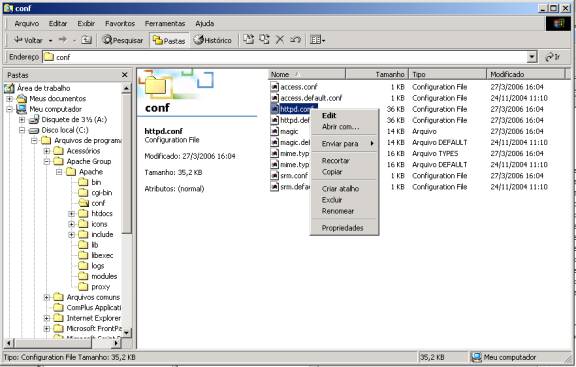 conf
Arquivo Editar Exibir Favoritos Ferramentas Ajuda
Voltar Pesquisar Pastas Histórico
Endereço conf Ir
Pastas
Área de trabalho
Meus documentos
Meu computador
Disquete de 3½ (A:)
Disco local (C:)
Arquivos de programa
Acessórios
Apache Group
Apache
bin
cgi-bin
conf
htdocs
icons
include
lib
libexec
logs
modules
proxy
Arquivos comuns
ComPlus Applicati
Internet Explorer
Microsoft FrontPa
conf
httpd.conf
Configuration File
Modificado: 27/3/2006 16:04
Tamanho: 35,2 KB
Atributos: (normal)
Nome Tamanho Tipo Modificado
access.conf 1 KB Configuration File 27/3/2006 16:04
access.default.conf 1 KB Configuration File 24/11/2004 11:10
httpd.conf 36 KB Configuration File 27/3/2006 16:04
httpd.def 36 KB Configuration File 27/3/2006 16:04
magic 14 KB Arquivo 27/3/2006 16:04
magic.de 14 KB Arquivo DEFAULT 24/11/2004 11:10
mime.typ 16 KB Arquivo TYPES 27/3/2006 16:04
mime.typ 16 KB Arquivo DEFAULT 24/11/2004 11:10
srm.conf 1 KB Configuration File 27/3/2006 16:04
srm.defa 1 KB Configuration File 24/11/2004 11:10
Edit
Abrir com...
Enviar para
Recortar
Copiar
Criar atalho
Excluir
Renomear
Propriedades
Tipo: Configuration File Tamanho: 35,2 KB 35,2 KB Meu computador